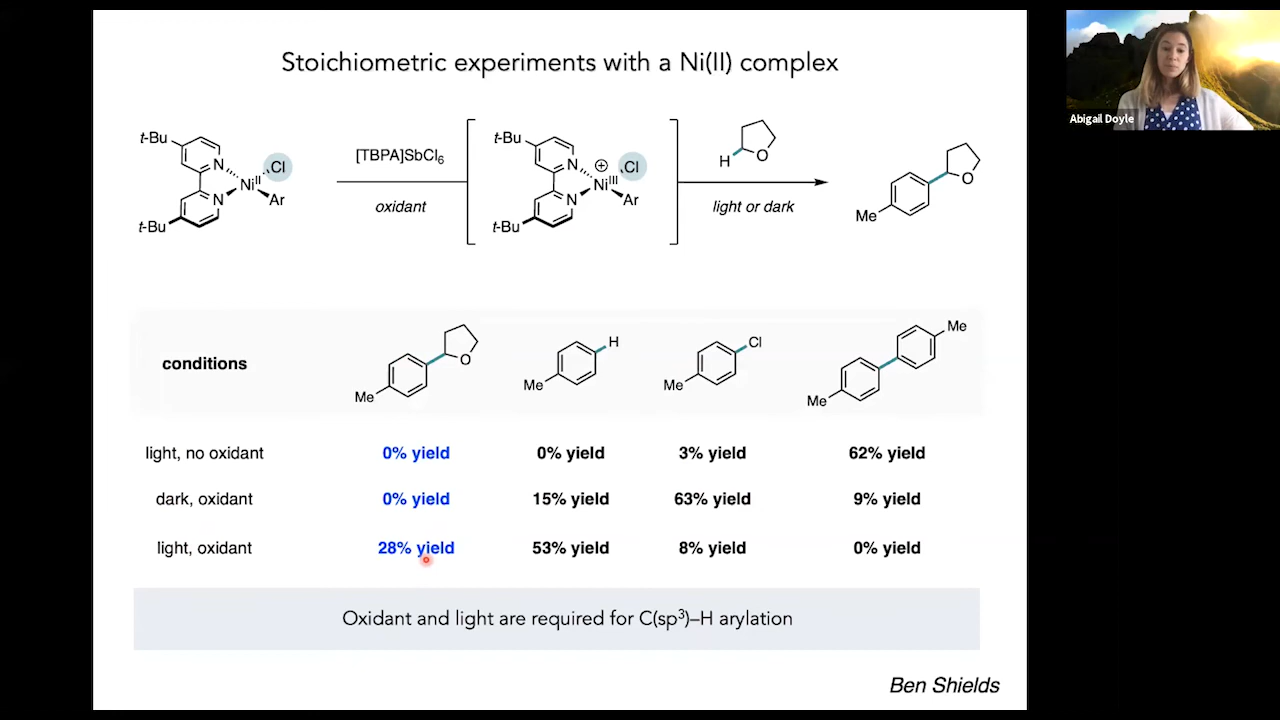 Stoichiometric experiments with a Ni(II) complex
Abigail Doyle
t-Bu
N
Ni^II
Cl
N
Ar
t-Bu
[TBPA]SbCl₆
oxidant
t-Bu
N
⊕
Ni^III
Cl
N
Ar
t-Bu
H
O
light or dark
O
Me
conditions
O
Me
H
Me
Cl
Me
Me
Me
light, no oxidant 0% yield 0% yield 3% yield 62% yield
dark, oxidant 0% yield 15% yield 63% yield 9% yield
light, oxidant 28% yield 53% yield 8% yield 0% yield
Oxidant and light are required for C(sp³)–H arylation
Ben Shields